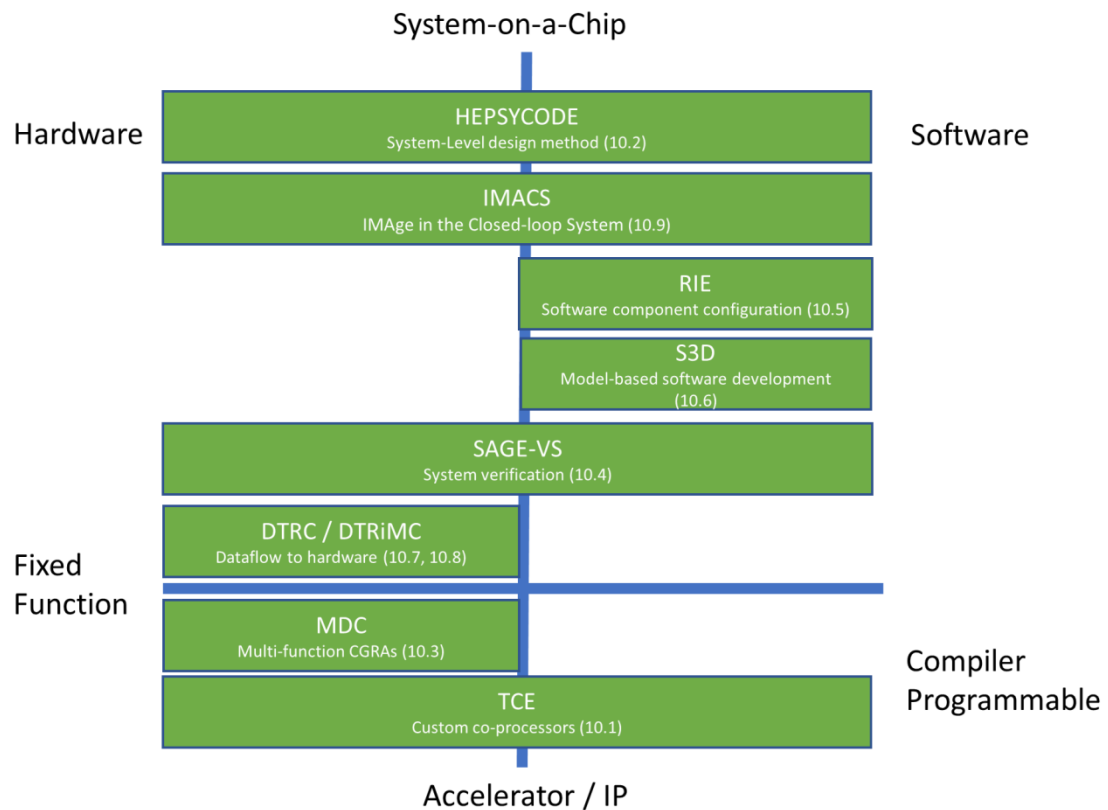 System-on-a-Chip
Hardware
HEPSYCODE
System-Level design method (10.2)
Software
IMACS
IMAge in the Closed-loop System (10.9)
RIE
Software component configuration (10.5)
S3D
Model-based software development
(10.6)
SAGE-VS
System verification (10.4)
DTRC / DTRiMC
Dataflow to hardware (10.7, 10.8)
Fixed
Function
MDC
Multi-function CGRAs (10.3)
Compiler
Programmable
TCE
Custom co-processors (10.1)
Accelerator / IP